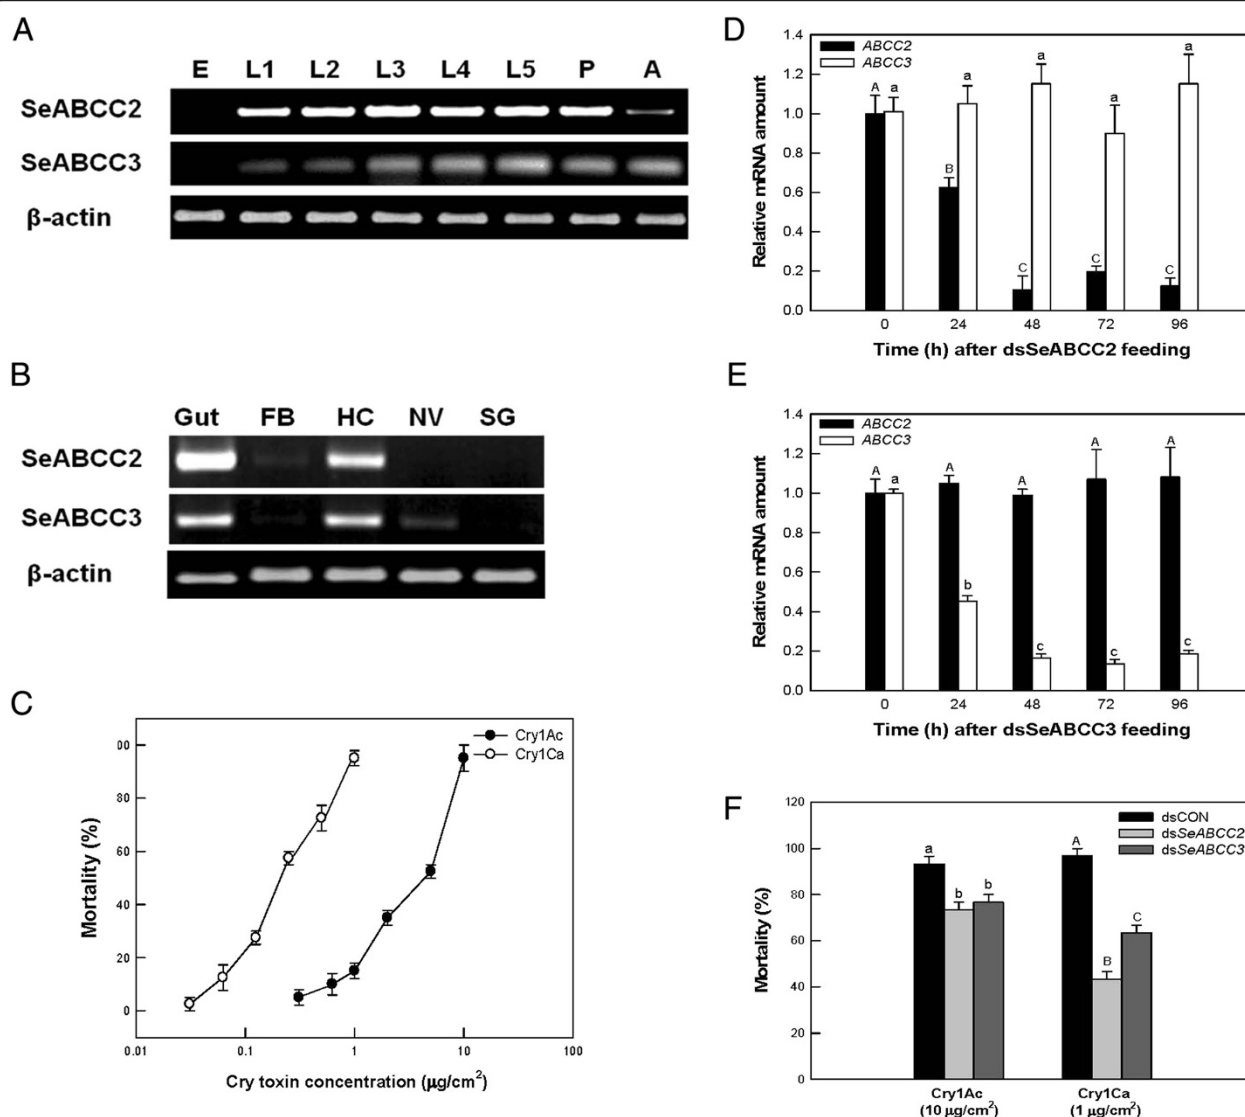 A
E L1 L2 L3 L4 L5 P A
SeABCC2
SeABCC3
β-actin
B
Gut FB HC NV SG
SeABCC2
SeABCC3
β-actin
C
Cry1Ac
Cry1Ca
Mortality (%)
00
80
60
40
20
0
0.01 0.1 1 10 100
Cry toxin concentration (µg/cm²)
D
ABCC2
ABCC3
Relative mRNA amount
1.4
1.2
1.0
0.8
0.6
0.4
0.2
0.0
A a B a C a C a C a
0 24 48 72 96
Time (h) after dsSeABCC2 feeding
E
ABCC2
ABCC3
Relative mRNA amount
1.4
1.2
1.0
0.8
0.6
0.4
0.2
0.0
A a A b A c A c A c
0 24 48 72 96
Time (h) after dsSeABCC3 feeding
F
dsCON
dsSeABCC2
dsSeABCC3
Mortality (%)
120
100
80
60
40
20
0
a b b A B C
Cry1Ac Cry1Ca
(10 µg/cm²) (1 µg/cm²)